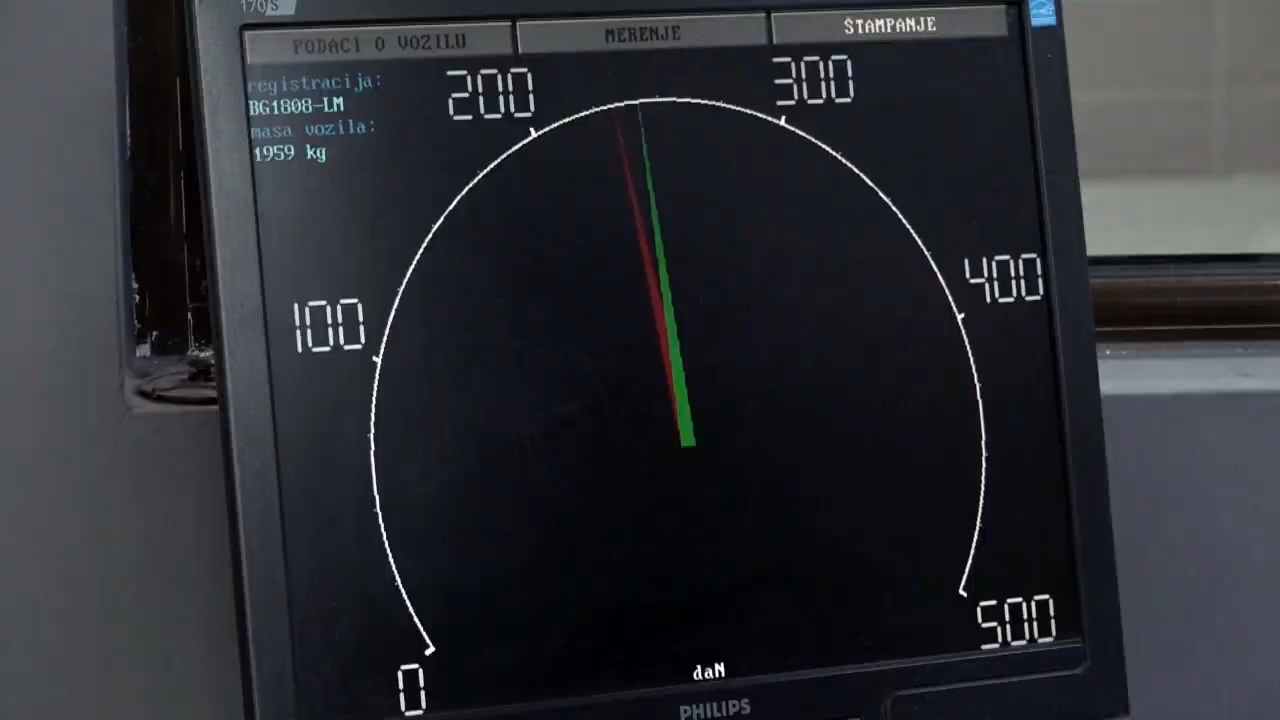 170S
PODACI O VOZILU
MERENJE
ŠTAMPANJE
registracija:
BG1808-LM
masa vozila:
1959 kg
200
300
100
400
0
500
daN
PHILIPS